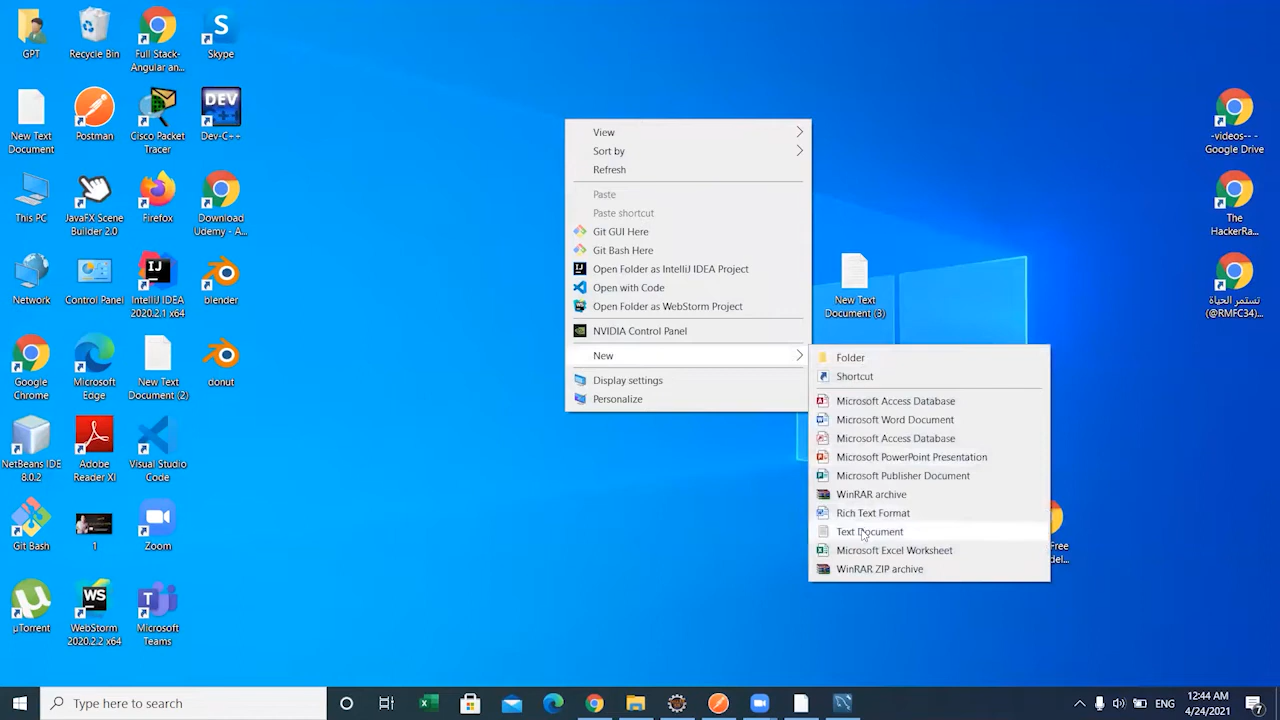 GPT
Recycle Bin
Full Stack-
Angular an...
Skype
New Text
Document
Postman
Cisco Packet
Tracer
DEV
C++
Dev-C++
This PC
JavaFX Scene
Builder 2.0
Firefox
Download
Udemy - A...
Network
Control Panel
IJ
IntelliJ IDEA
2020.2.1 x64
blender
Google
Chrome
Microsoft
Edge
New Text
Document (2)
donut
NetBeans IDE
8.0.2
Adobe
Reader XI
Visual Studio
Code
Git Bash
1
Zoom
µTorrent
WS
WebStorm
2020.2.2 x64
Microsoft
Teams
View
Sort by
Refresh
Paste
Paste shortcut
Git GUI Here
Git Bash Here
Open Folder as IntelliJ IDEA Project
Open with Code
Open Folder as WebStorm Project
NVIDIA Control Panel
New
Display settings
Personalize
New Text
Document (3)
Folder
Shortcut
Microsoft Access Database
Microsoft Word Document
Microsoft Access Database
Microsoft PowerPoint Presentation
Microsoft Publisher Document
WinRAR archive
Rich Text Format
Text Document
Microsoft Excel Worksheet
WinRAR ZIP archive
-videos-- -
Google Drive
The
HackerRa...
تستمر الحياة
(@RMFC34)...
Free
del...
Type here to search
12:44 AM
4/24/2021